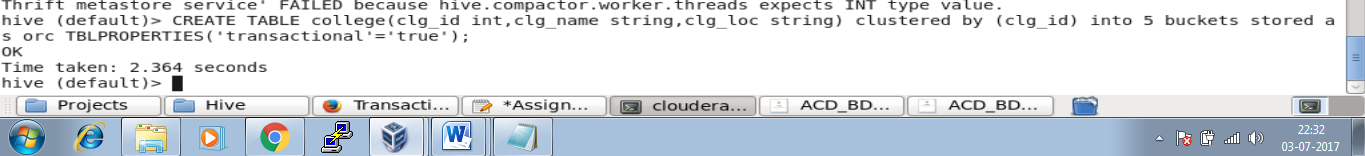 Thrift metastore service' FAILED because hive.compactor.worker.threads expects INT type value.
hive (default)> CREATE TABLE college(clg_id int,clg_name string,clg_loc string) clustered by (clg_id) into 5 buckets stored a
s orc TBLPROPERTIES('transactional'='true');
OK
Time taken: 2.364 seconds
hive (default)>
Projects Hive Transacti... *Assign... cloudera... ACD_BD... ACD_BD...
22:32
03-07-2017